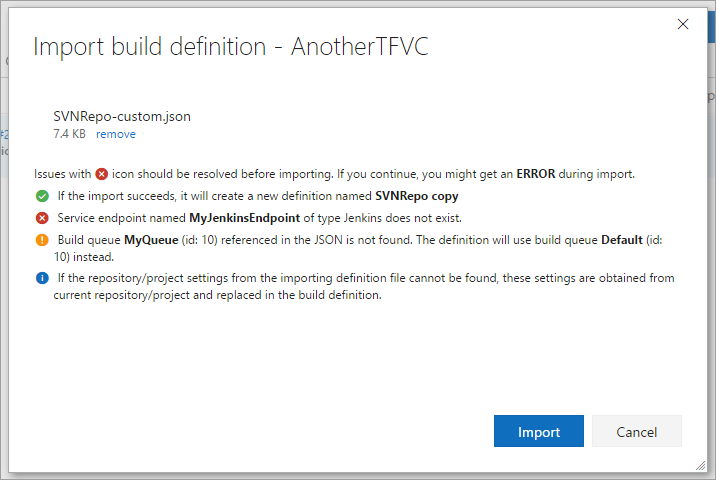 Import build definition - AnotherTFVC
SVNRepo-custom.json
7.4 KB remove
Issues with icon should be resolved before importing. If you continue, you might get an ERROR during import.
If the import succeeds, it will create a new definition named SVNRepo copy
Service endpoint named MyJenkinsEndpoint of type Jenkins does not exist.
Build queue MyQueue (id: 10) referenced in the JSON is not found. The definition will use build queue Default (id:
10) instead.
If the repository/project settings from the importing definition file cannot be found, these settings are obtained from
current repository/project and replaced in the build definition.
Import Cancel